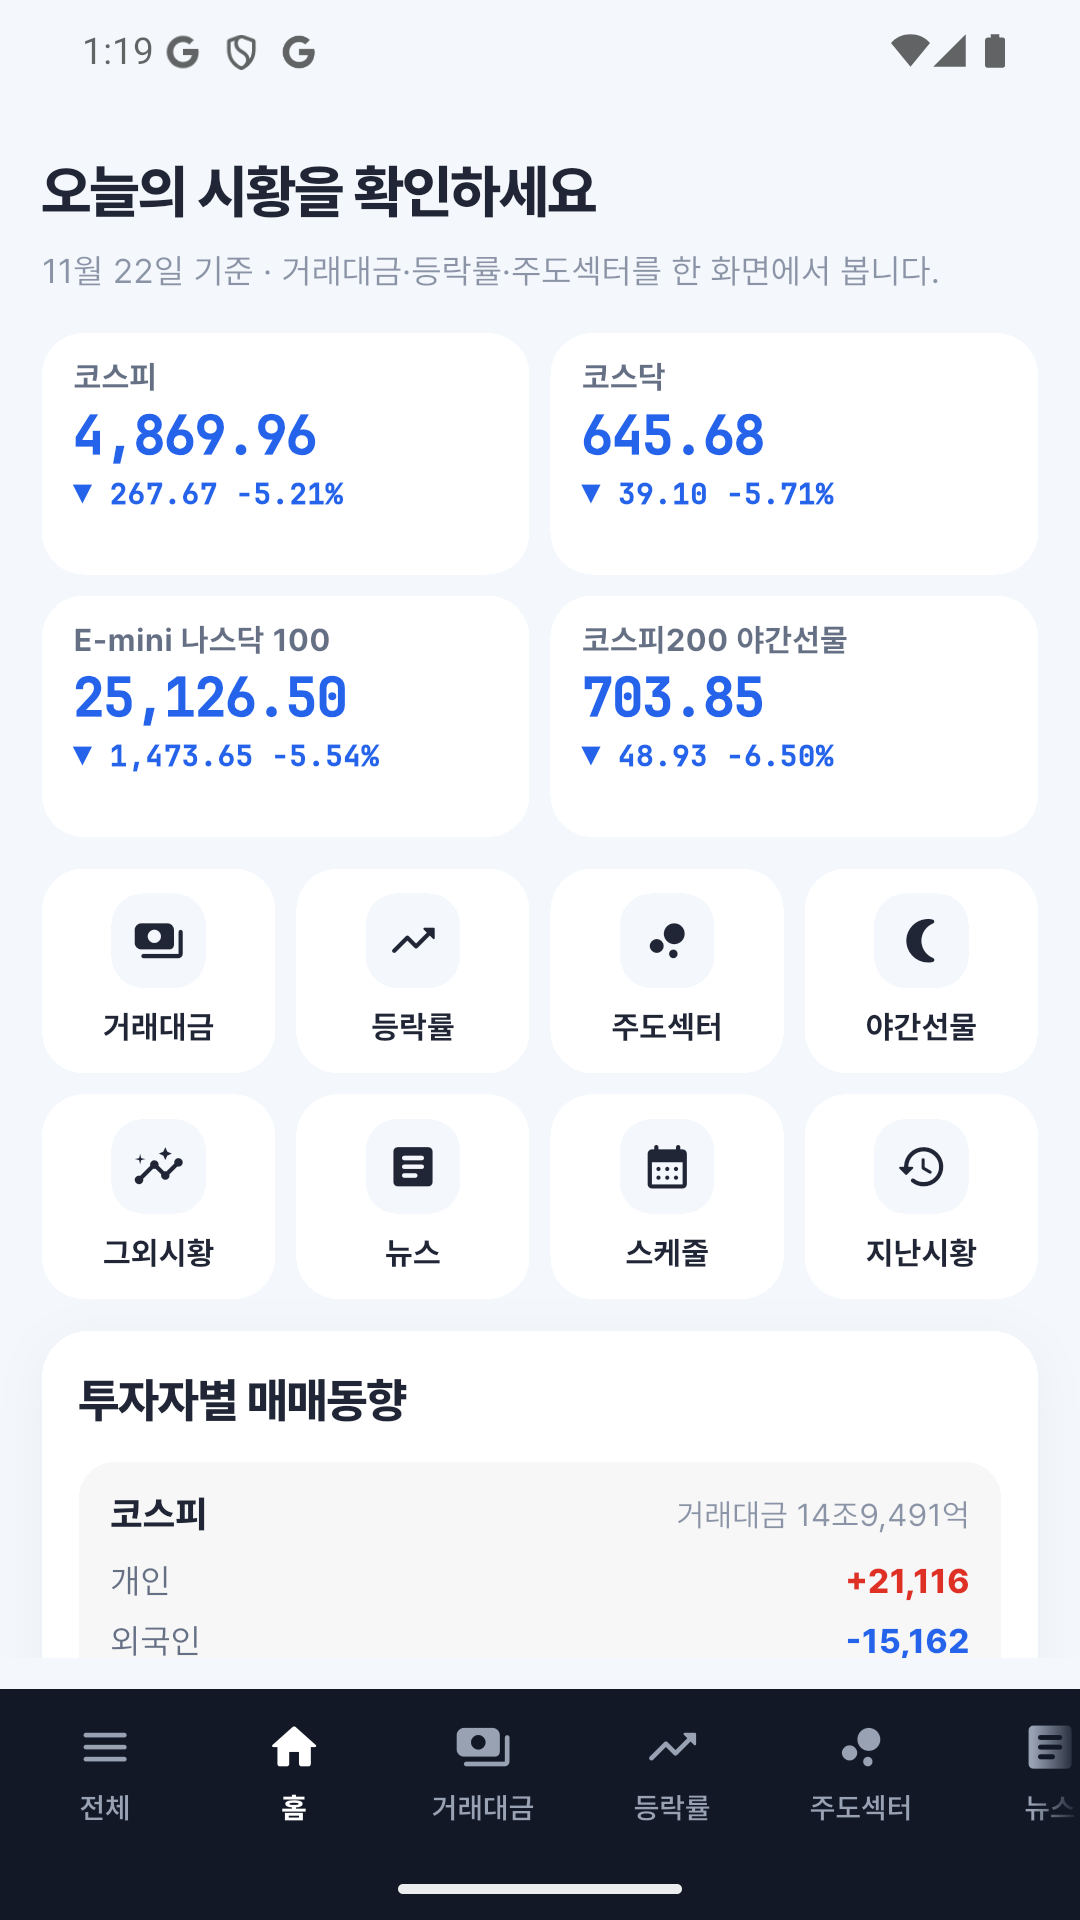 1:19
오늘의 시황을 확인하세요
11월 22일 기준 · 거래대금·등락률·주도섹터를 한 화면에서 봅니다.
코스피
4,869.96
▼ 267.67 -5.21%
코스닥
645.68
▼ 39.10 -5.71%
E-mini 나스닥 100
25,126.50
▼ 1,473.65 -5.54%
코스피200 야간선물
703.85
▼ 48.93 -6.50%
거래대금
등락률
주도섹터
야간선물
그외시황
뉴스
스케줄
지난시황
투자자별 매매동향
코스피
거래대금 14조9,491억
개인
+21,116
외국인
-15,162
전체
홈
거래대금
등락률
주도섹터
뉴스